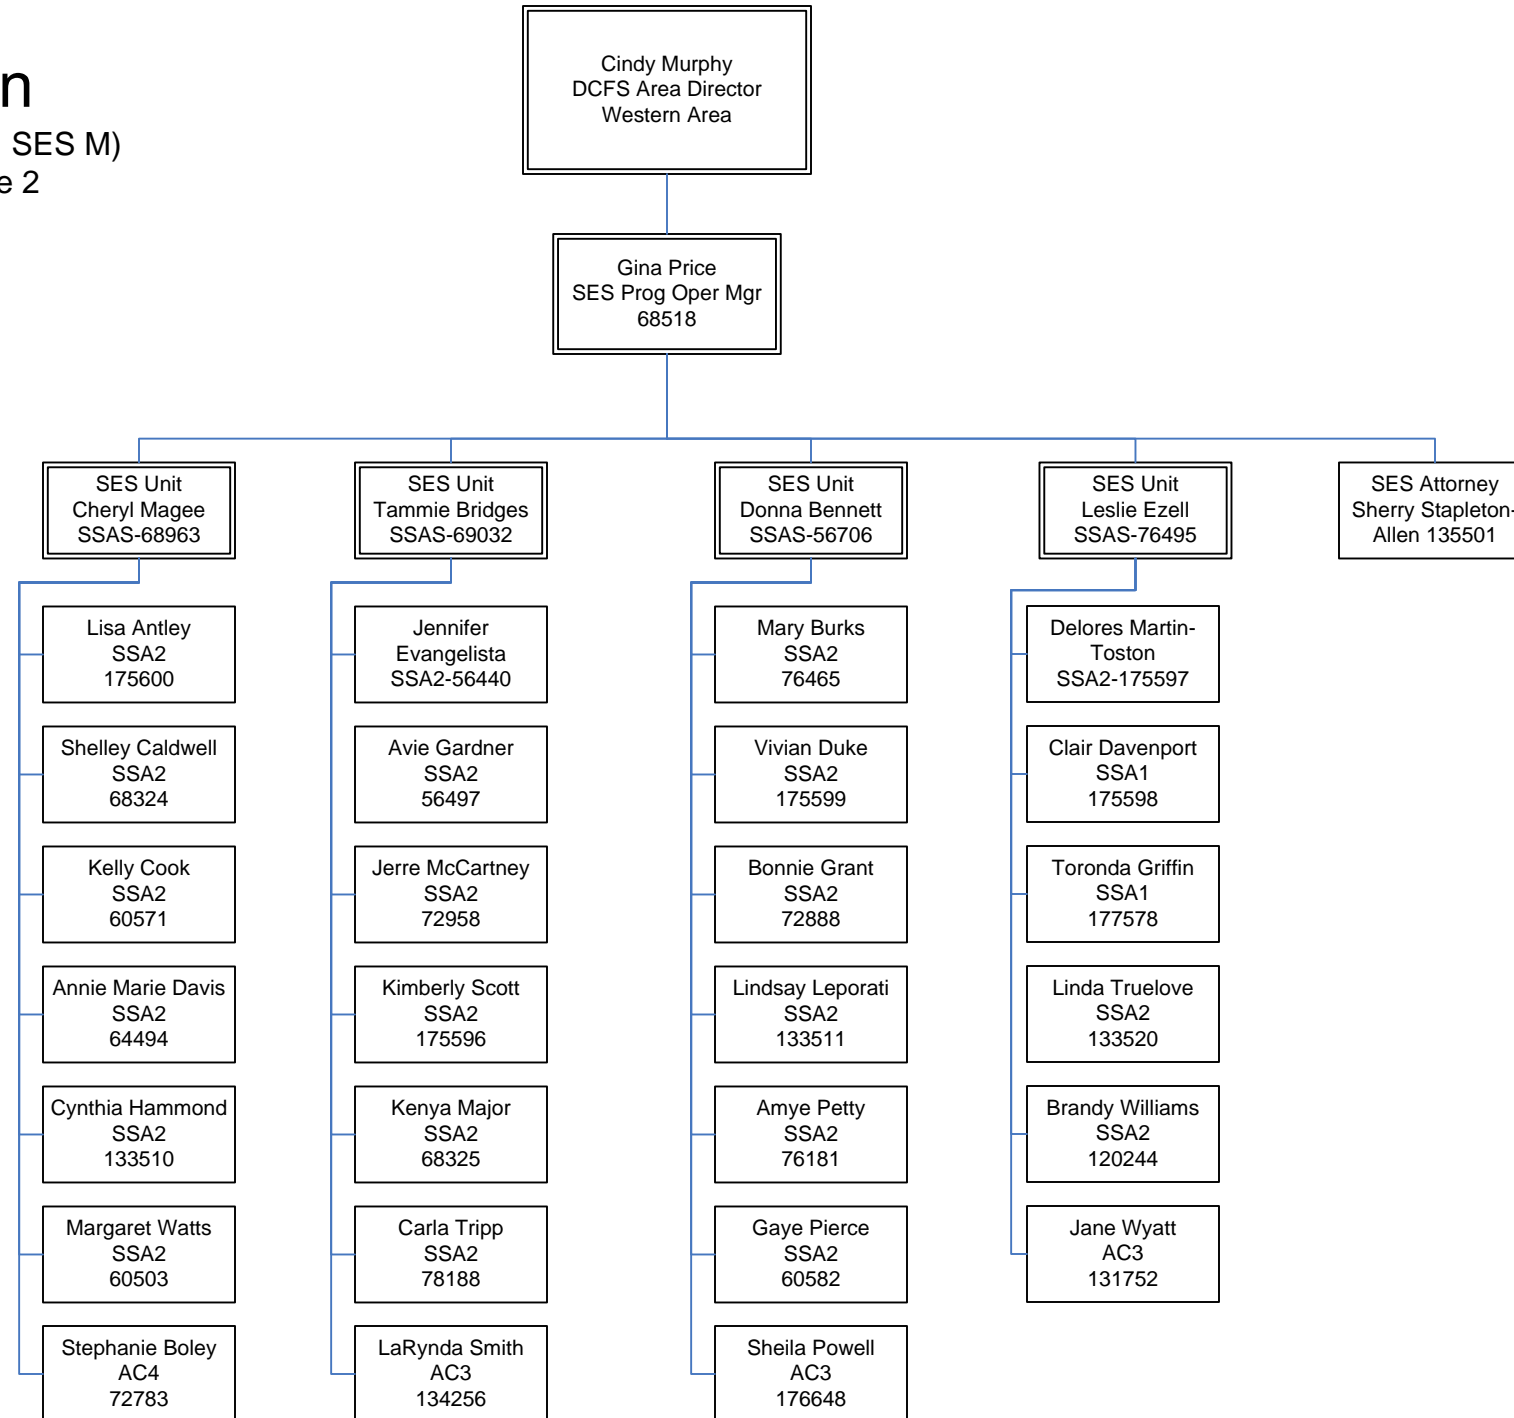 n
SES M)
e 2
Cindy Murphy
DCFS Area Director
Western Area
Gina Price
SES Prog Oper Mgr
68518
SES Unit
Cheryl Magee
SSAS-68963
SES Unit
Tammie Bridges
SSAS-69032
SES Unit
Donna Bennett
SSAS-56706
SES Unit
Leslie Ezell
SSAS-76495
SES Attorney
Sherry Stapleton-
Allen 135501
Lisa Antley
SSA2
175600
Shelley Caldwell
SSA2
68324
Kelly Cook
SSA2
60571
Annie Marie Davis
SSA2
64494
Cynthia Hammond
SSA2
133510
Margaret Watts
SSA2
60503
Stephanie Boley
AC4
72783
Jennifer
Evangelista
SSA2-56440
Avie Gardner
SSA2
56497
Jerre McCartney
SSA2
72958
Kimberly Scott
SSA2
175596
Kenya Major
SSA2
68325
Carla Tripp
SSA2
78188
LaRynda Smith
AC3
134256
Mary Burks
SSA2
76465
Vivian Duke
SSA2
175599
Bonnie Grant
SSA2
72888
Lindsay Leporati
SSA2
133511
Amye Petty
SSA2
76181
Gaye Pierce
SSA2
60582
Sheila Powell
AC3
176648
Delores Martin-
Toston
SSA2-175597
Clair Davenport
SSA1
175598
Toronda Griffin
SSA1
177578
Linda Truelove
SSA2
133520
Brandy Williams
SSA2
120244
Jane Wyatt
AC3
131752